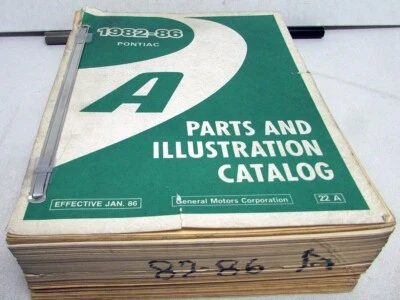 1982-86
PONTIAC
A
PARTS AND
ILLUSTRATION
CATALOG
EFFECTIVE JAN. 86
General Motors Corporation
22 A
82-86 A